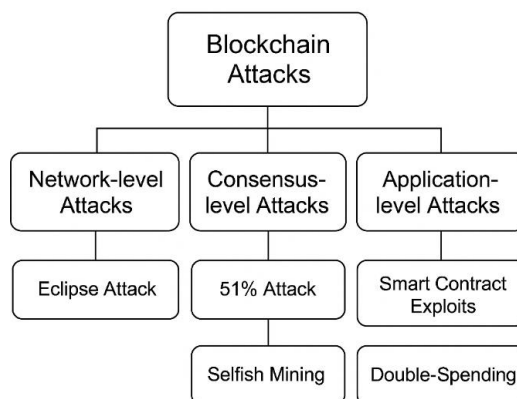 Blockchain
Attacks
Network-level
Attacks
Consensus-
level Attacks
Application-
level Attacks
Eclipse Attack
51% Attack
Smart Contract
Exploits
Selfish Mining
Double-Spending